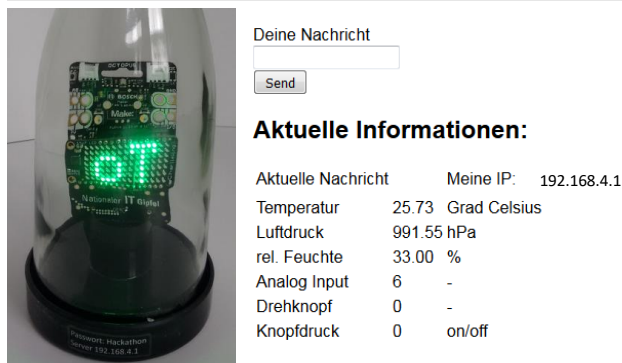 OCTOPUS
BOSCH
Make:
oT
Nationaler IT Gipfel
Passwort: Hackathon
Server 192.168.4.1
Deine Nachricht
Send
Aktuelle Informationen:
Aktuelle Nachricht Meine IP: 192.168.4.1
Temperatur 25.73 Grad Celsius
Luftdruck 991.55 hPa
rel. Feuchte 33.00 %
Analog Input 6 -
Drehknopf 0 -
Knopfdruck 0 on/off